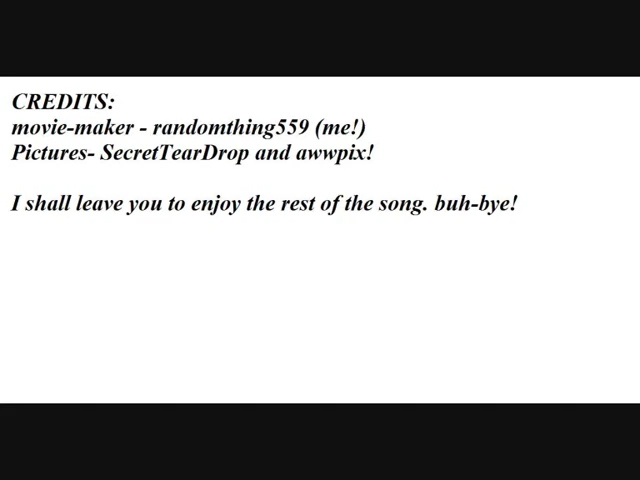 CREDITS:
movie-maker - randomthing559 (me!)
Pictures- SecretTearDrop and awwpix!
I shall leave you to enjoy the rest of the song. buh-bye!